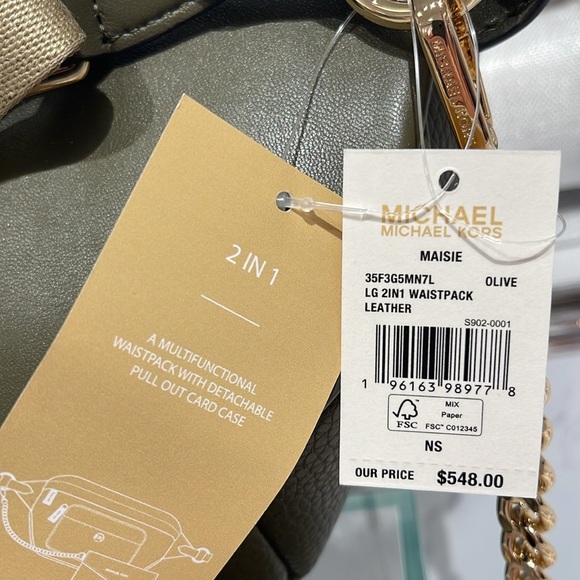 2 IN 1
A MULTIFUNCTIONAL
WAISTPACK WITH DETACHABLE
PULL OUT CARD CASE
MICHAEL
MICHAEL KORS
MAISIE
35F3G5MN7L OLIVE
LG 2IN1 WAISTPACK
LEATHER
S902-0001
1 96163 98977 8
FSC
MIX
Paper
FSC™ C012345
NS
OUR PRICE $548.00